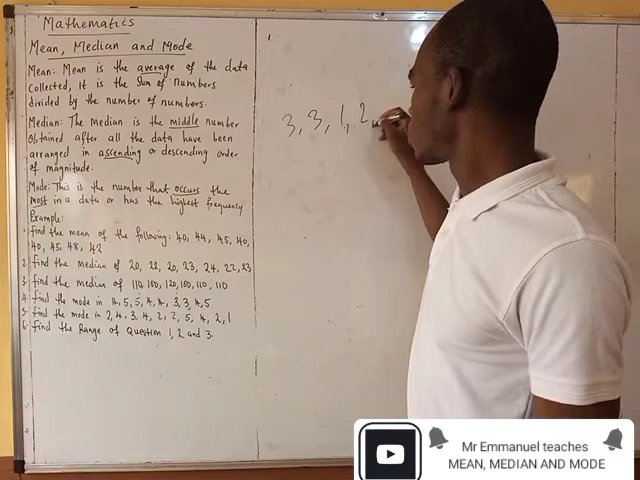 Mathematics
Mean, Median and Mode
Mean: Mean is the average of the data
collected, it is the Sum of numbers
divided by the number of numbers.
Median: The Median is the middle number
Obtained after all the data have been
arranged in ascending or descending order
of magnitude.
Mode: This is the number that occurs the
most in a data or has the highest frequency
Example:
1. find the mean of the following: 40, 44, 45, 40,
40, 45, 48, 42
2. find the median of 20, 22, 20, 23, 24, 22, 23
3. find the median of 110, 120, 110, 110
4. find the mode in 4, 5, 5, 4, 4, 3, 3, 4, 5
5. find the mode in 2, 4, 3, 4, 2, 2, 5, 4, 2, 1
6. find the Range of Question 1, 2 and 3.
3, 3, 1, 2
Mr Emmanuel teaches
MEAN, MEDIAN AND MODE